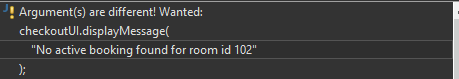 Argument(s) are different! Wanted:
checkoutUI.displayMessage(
"No active booking found for room id 102"
);